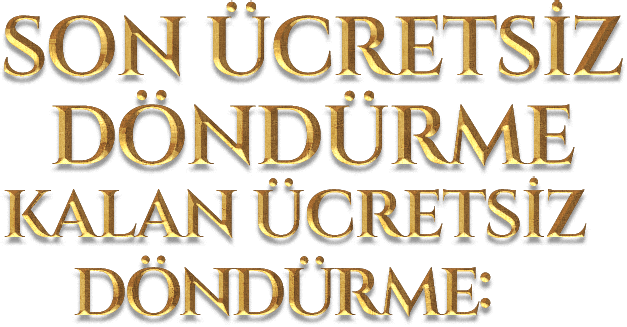 SON ÜCRETSİZ
DÖNDÜRME
KALAN ÜCRETSİZ
DÖNDÜRME: